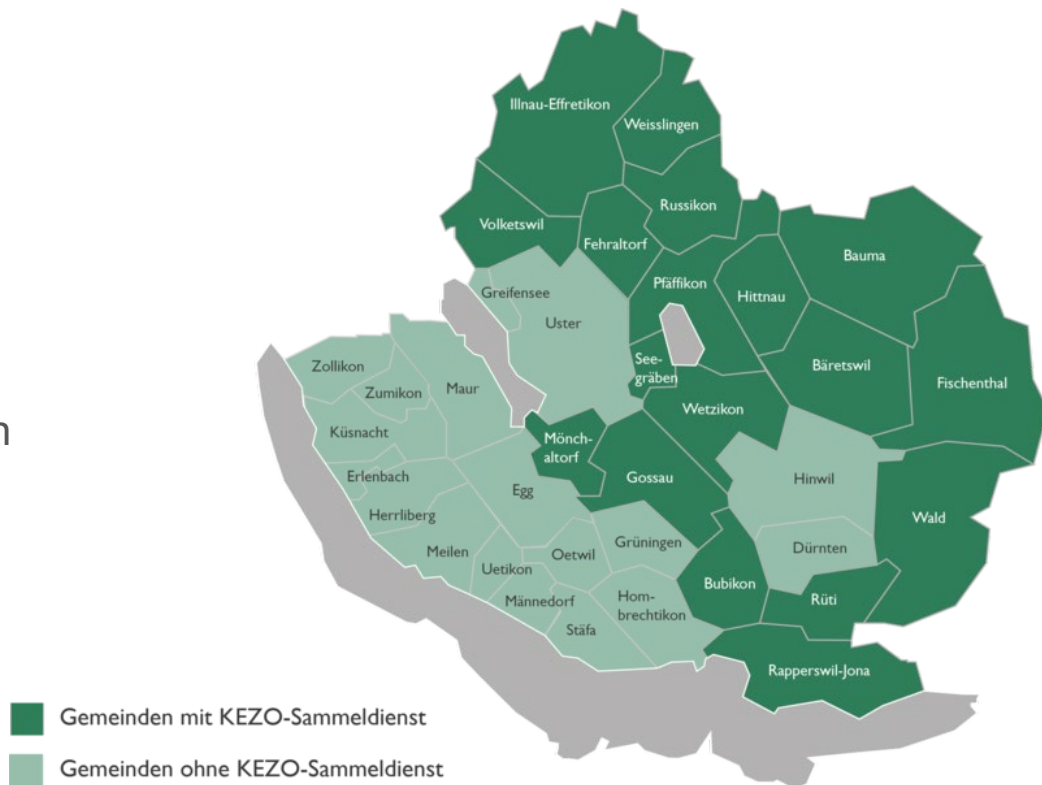 Illnau-Effretikon
Weisslingen
Russikon
Volketswil
Fehraltorf
Bauma
Pfäffikon
Hittnau
Greifensee
Uster
See-
gräben
Bäretswil
Fischenthal
Zollikon
Zumikon
Maur
Wetzikon
Küsnacht
Mönch-
altorf
Gossau
Hinwil
Erlenbach
Egg
Herrliberg
Wald
Meilen
Oetwil
Grüningen
Dürnten
Uetikon
Bubikon
Männedorf
Hom-
brechtikon
Rüti
Stäfa
Rapperswil-Jona
n
Gemeinden mit KEZO-Sammeldienst
Gemeinden ohne KEZO-Sammeldienst